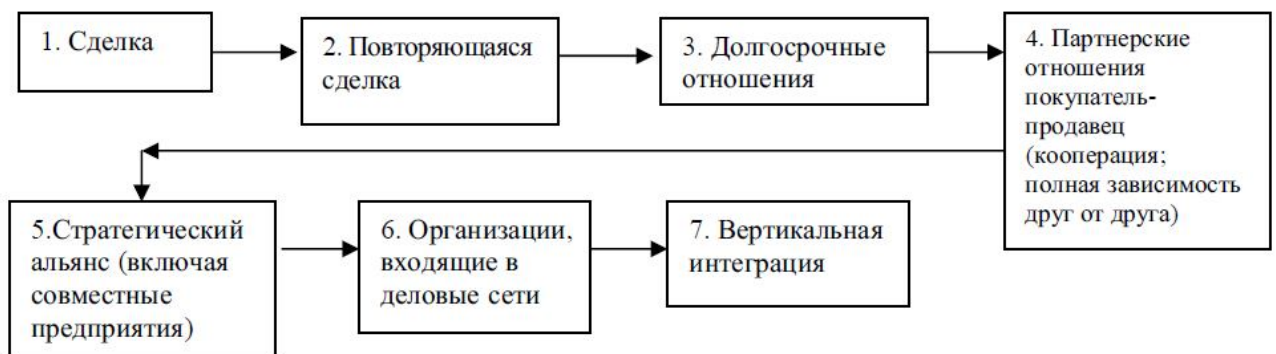 1. Сделка
2. Повторяющаяся
сделка
3. Долгосрочные
отношения
4. Партнерские
отношения
покупатель-
продавец
(кооперация;
полная зависимость
друг от друга)
5.Стратегический
альянс (включая
совместные
предприятия)
6. Организации,
входящие в
деловые сети
7. Вертикальная
интеграция